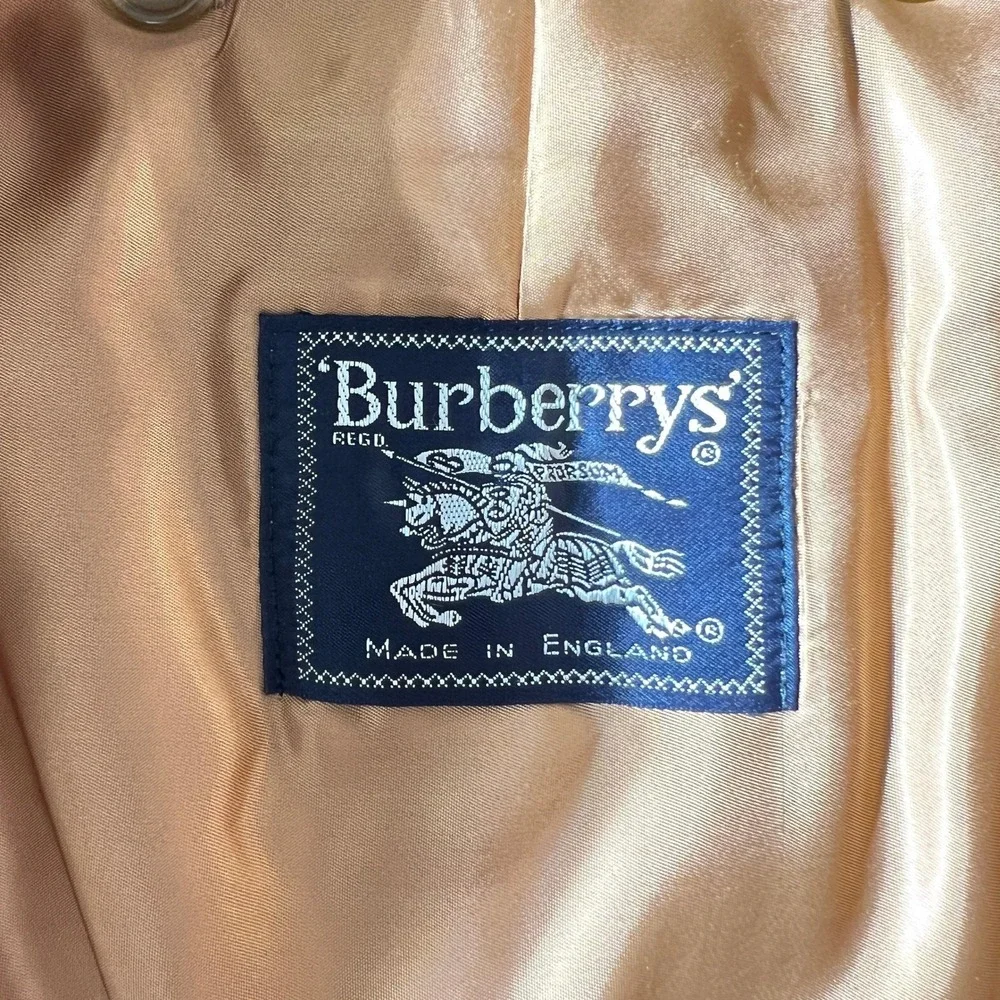 ‘Burberrys’
REGD. ®
PRORSUM
MADE IN ENGLAND ®